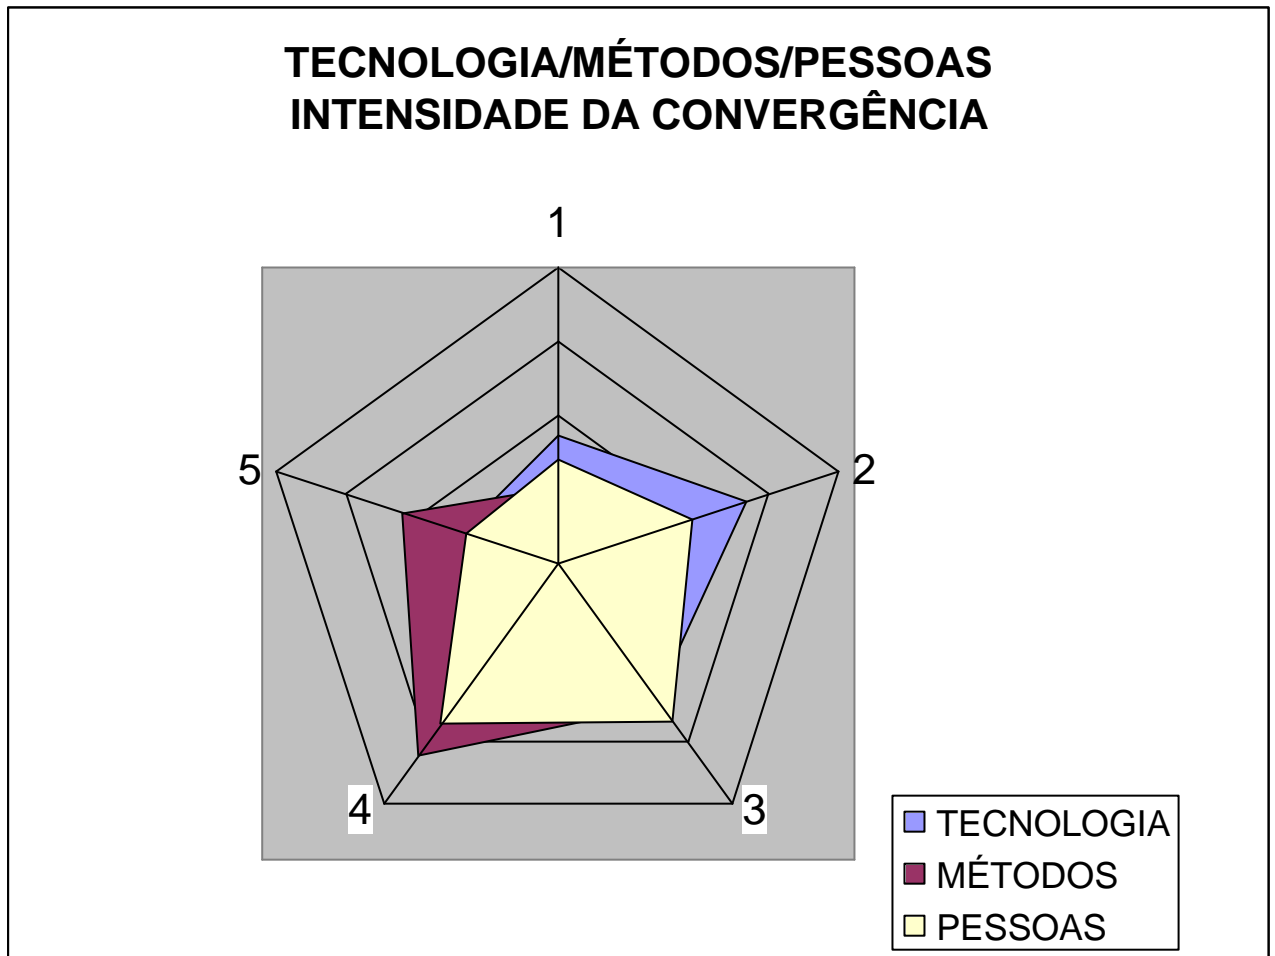 TECNOLOGIA/MÉTODOS/PESSOAS
INTENSIDADE DA CONVERGÊNCIA
1
2
3
4
5
TECNOLOGIA
MÉTODOS
PESSOAS